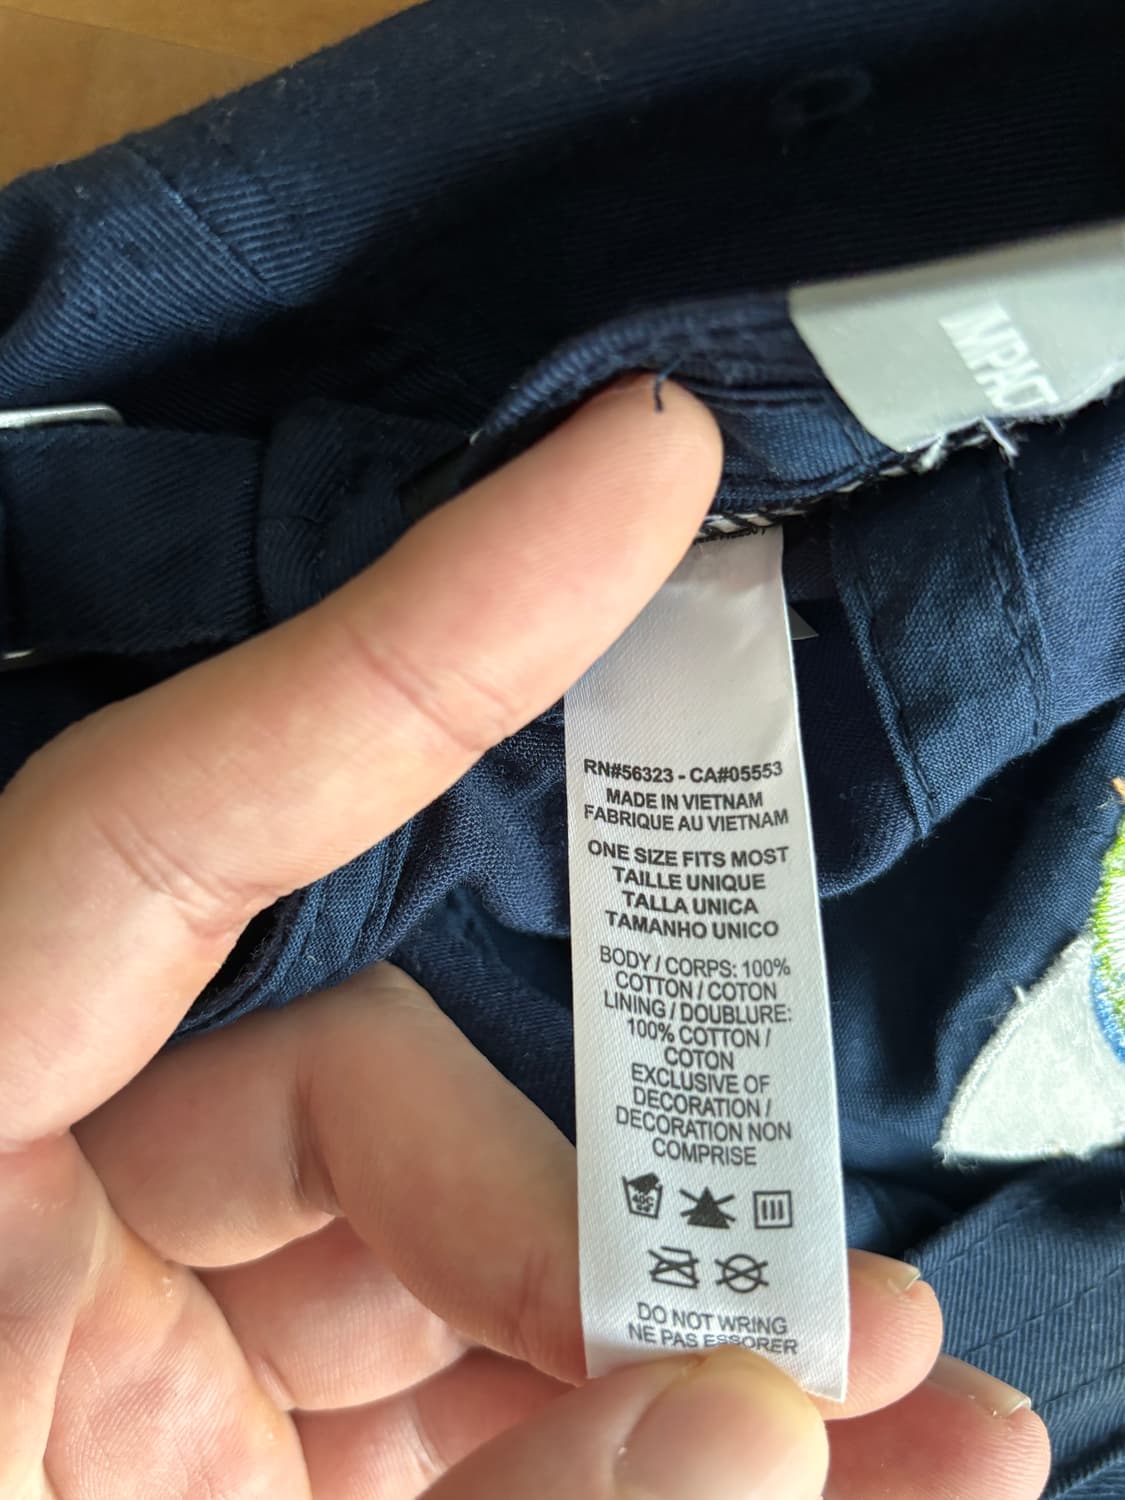 IMPACT
RN#56323 - CA#05553
MADE IN VIETNAM
FABRIQUE AU VIETNAM
ONE SIZE FITS MOST
TAILLE UNIQUE
TALLA UNICA
TAMANHO UNICO
BODY / CORPS: 100%
COTTON / COTON
LINING / DOUBLURE:
100% COTTON /
COTON
EXCLUSIVE OF
DECORATION /
DECORATION NON
COMPRISE
40C
DO NOT WRING
NE PAS ESSORER